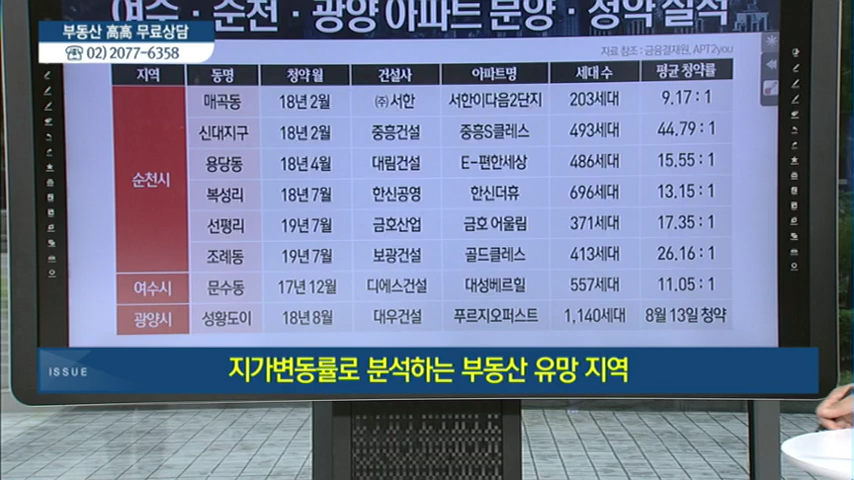 여수·순천·광양 아파트 분양·청약 실적
부동산 高高 무료상담
☎ 02) 2077-6358
자료 참조 : 금융결제원, APT2you
지역 동명 청약 월 건설사 아파트명 세대 수 평균 청약률
순천시
매곡동 18년 2월 ㈜서한 서한이다음2단지 203세대 9.17 : 1
신대지구 18년 2월 중흥건설 중흥S클래스 493세대 44.79 : 1
용당동 18년 4월 대림건설 E-편한세상 486세대 15.55 : 1
복성리 18년 7월 한신공영 한신더휴 696세대 13.15 : 1
선평리 19년 7월 금호산업 금호 어울림 371세대 17.35 : 1
조례동 19년 7월 보광건설 골드클래스 413세대 26.16 : 1
여수시 문수동 17년 12월 디에스건설 대성베르힐 557세대 11.05 : 1
광양시 성황도이 18년 8월 대우건설 푸르지오퍼스트 1,140세대 8월 13일 청약
ISSUE
지가변동률로 분석하는 부동산 유망 지역